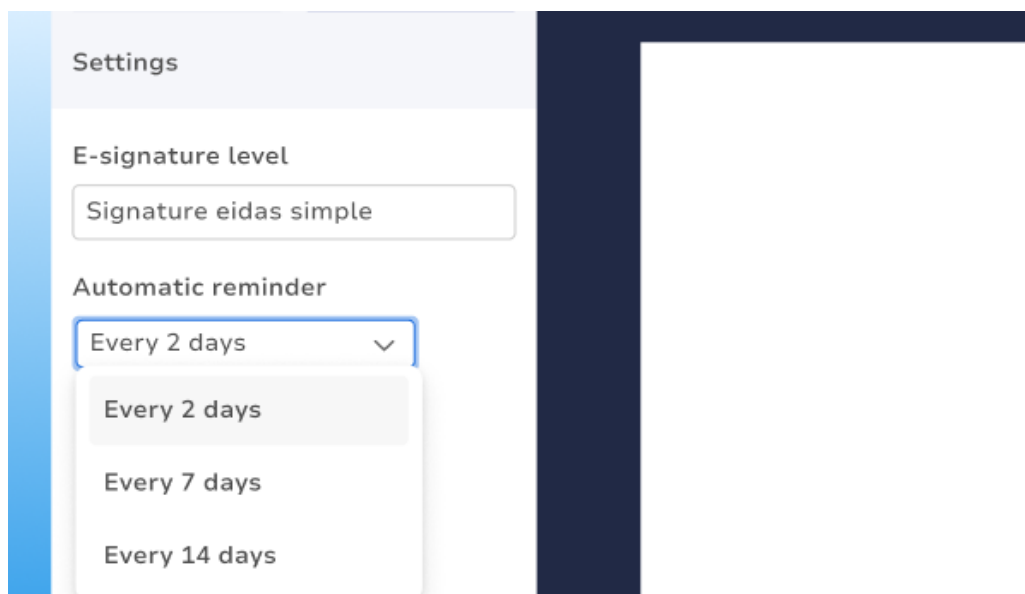 Settings
E-signature level
Signature eidas simple
Automatic reminder
Every 2 days
Every 2 days
Every 7 days
Every 14 days